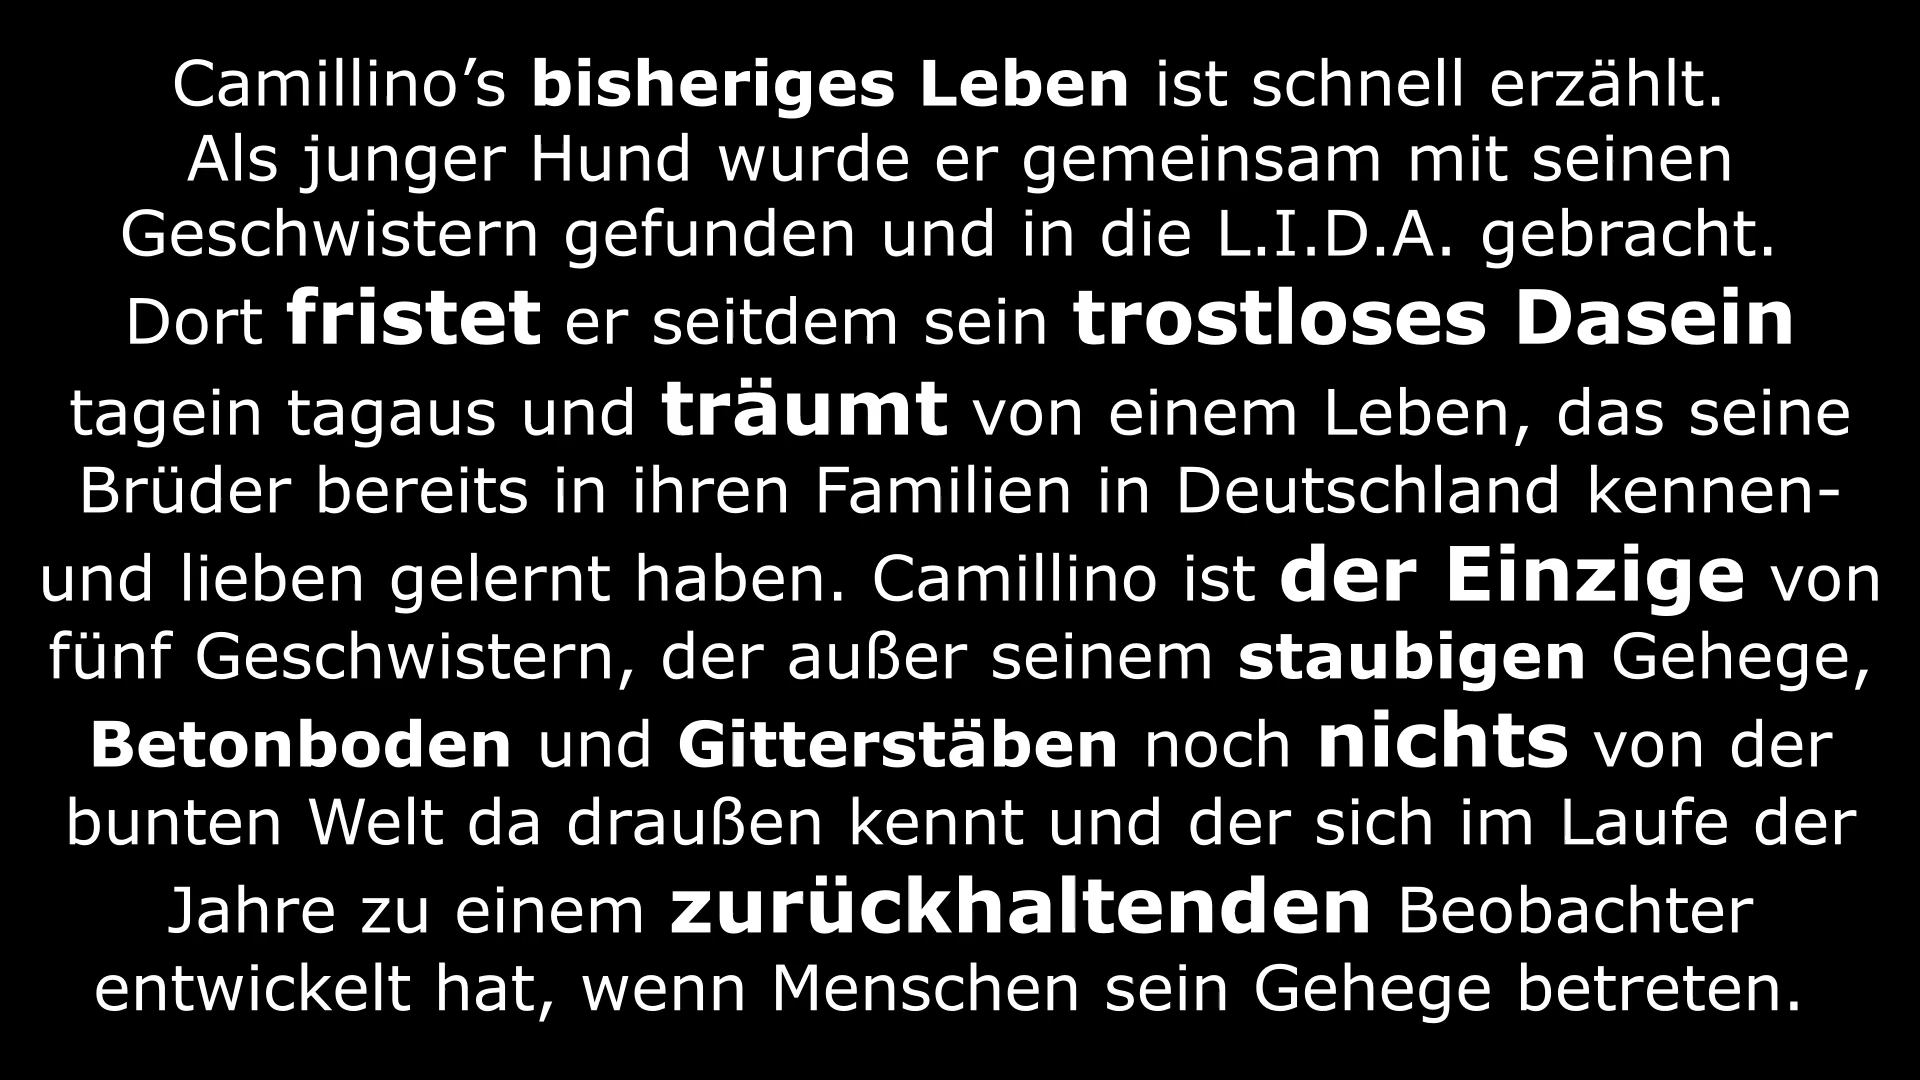 Camillino’s bisheriges Leben ist schnell erzählt.
Als junger Hund wurde er gemeinsam mit seinen
Geschwistern gefunden und in die L.I.D.A. gebracht.
Dort fristet er seitdem sein trostloses Dasein
tagein tagaus und träumt von einem Leben, das seine
Brüder bereits in ihren Familien in Deutschland kennen-
und lieben gelernt haben. Camillino ist der Einzige von
fünf Geschwistern, der außer seinem staubigen Gehege,
Betonboden und Gitterstäben noch nichts von der
bunten Welt da draußen kennt und der sich im Laufe der
Jahre zu einem zurückhaltenden Beobachter
entwickelt hat, wenn Menschen sein Gehege betreten.